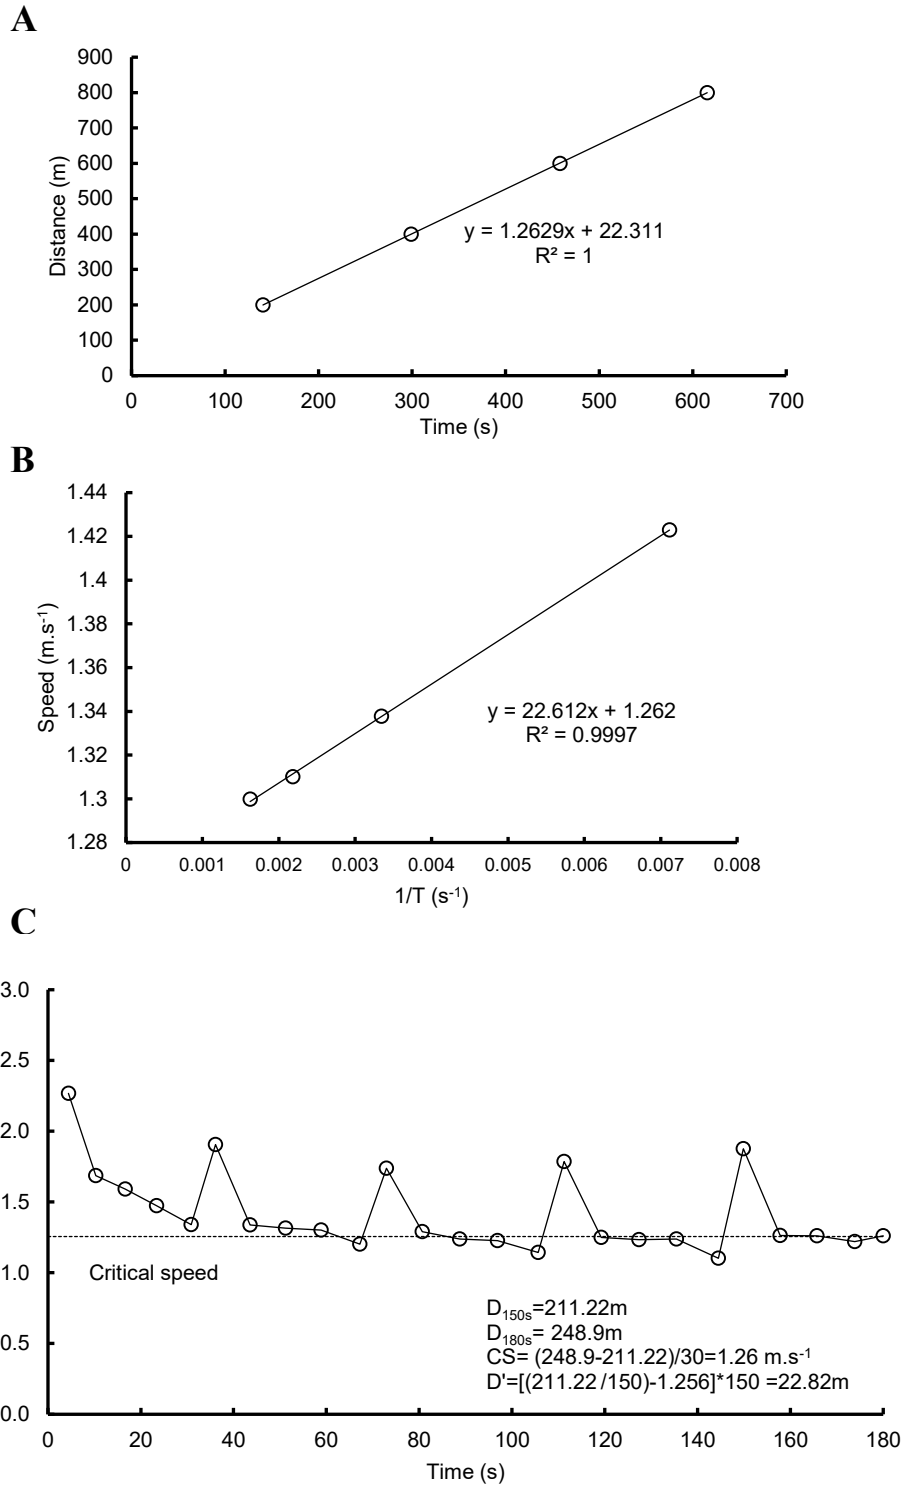 A
900
800
700
600
500
400
300
200
100
0
Distance (m)
y = 1.2629x + 22.311
R² = 1
0 100 200 300 400 500 600 700
Time (s)
B
1.44
1.42
1.4
1.38
1.36
1.34
1.32
1.3
1.28
Speed (m.s⁻¹)
y = 22.612x + 1.262
R² = 0.9997
0 0.001 0.002 0.003 0.004 0.005 0.006 0.007 0.008
1/T (s⁻¹)
C
3.0
2.5
2.0
1.5
1.0
0.5
0.0
Critical speed
D₁₅₀ₛ=211.22m
D₁₈₀ₛ= 248.9m
CS= (248.9-211.22)/30=1.26 m.s⁻¹
D'=[(211.22/150)-1.256]*150 =22.82m
0 20 40 60 80 100 120 140 160 180
Time (s)